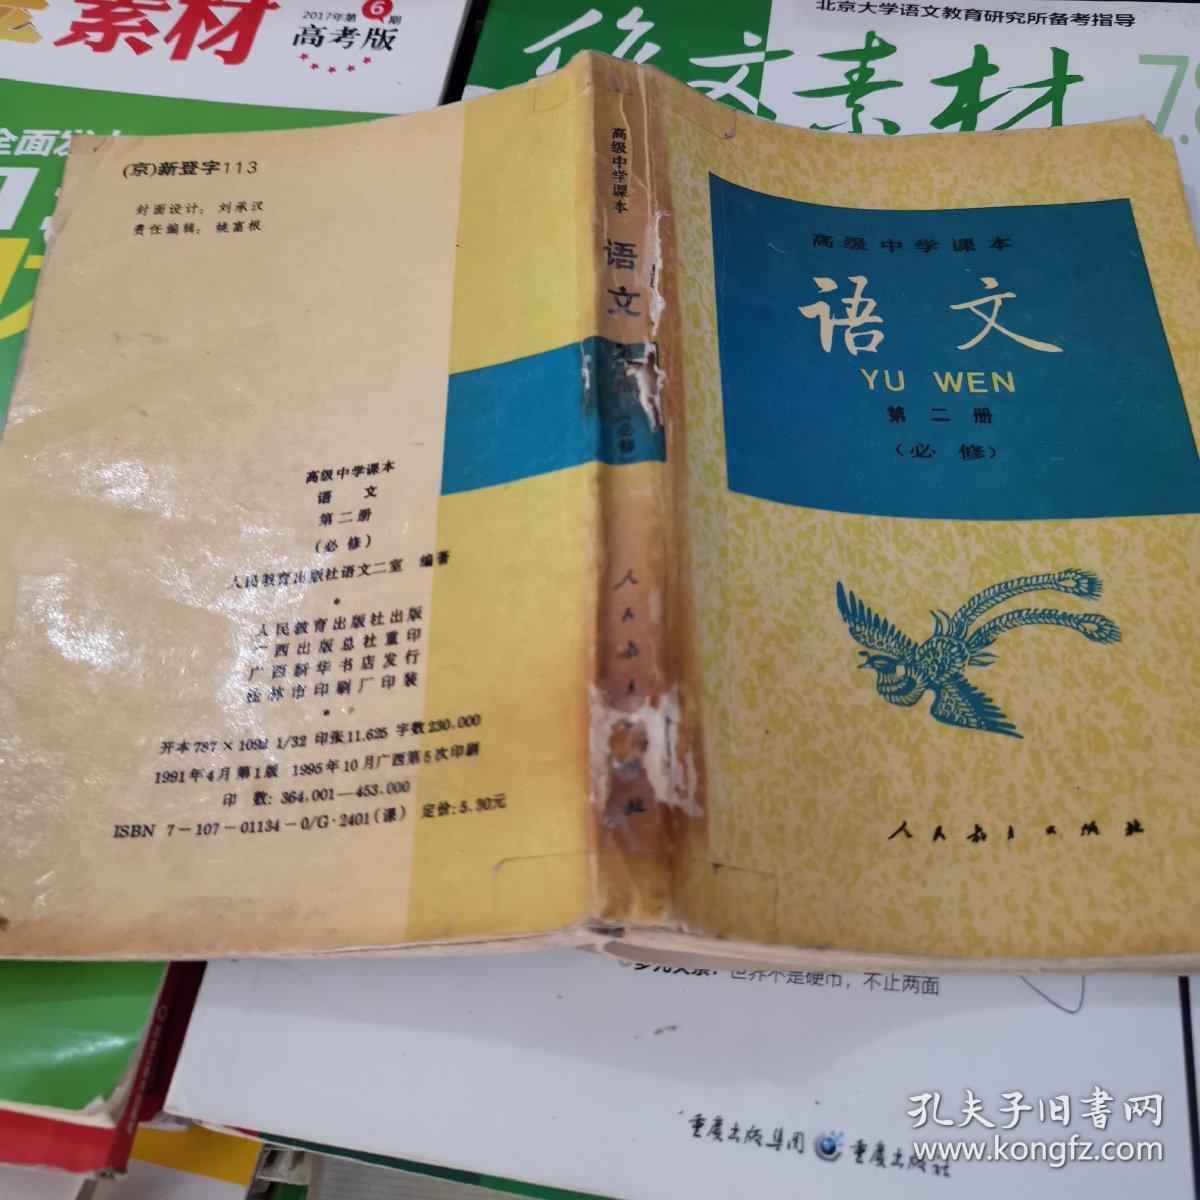 素材
2017年第6期
高考版
北京大学语文教育研究所备考指导
文素材
7.8
全面发
(京)新登字113
封面设计：刘承汉
责任编辑：姚富根
高级中学课本
语文
第二册
(必修)
人民教育出版社语文二室 编著
*
人民教育出版社出版
广西出版总社重印
广西新华书店发行
玉林市印刷厂印装
*
开本787×1092 1/32 印张11.625 字数230.000
1991年4月第1版 1995年10月广西第5次印刷
印数：364,001—453.000
ISBN 7-107-01134-0/G·2401(课) 定价：5.30元
高级中学课本
语文
(必修)
人民教
社
高级中学课本
语文
YU WEN
第二册
(必修)
人民教育出版社
世界不是硬币，不止两面
重庆出版集团 重庆出版社
孔夫子旧书网
www.kongfz.com